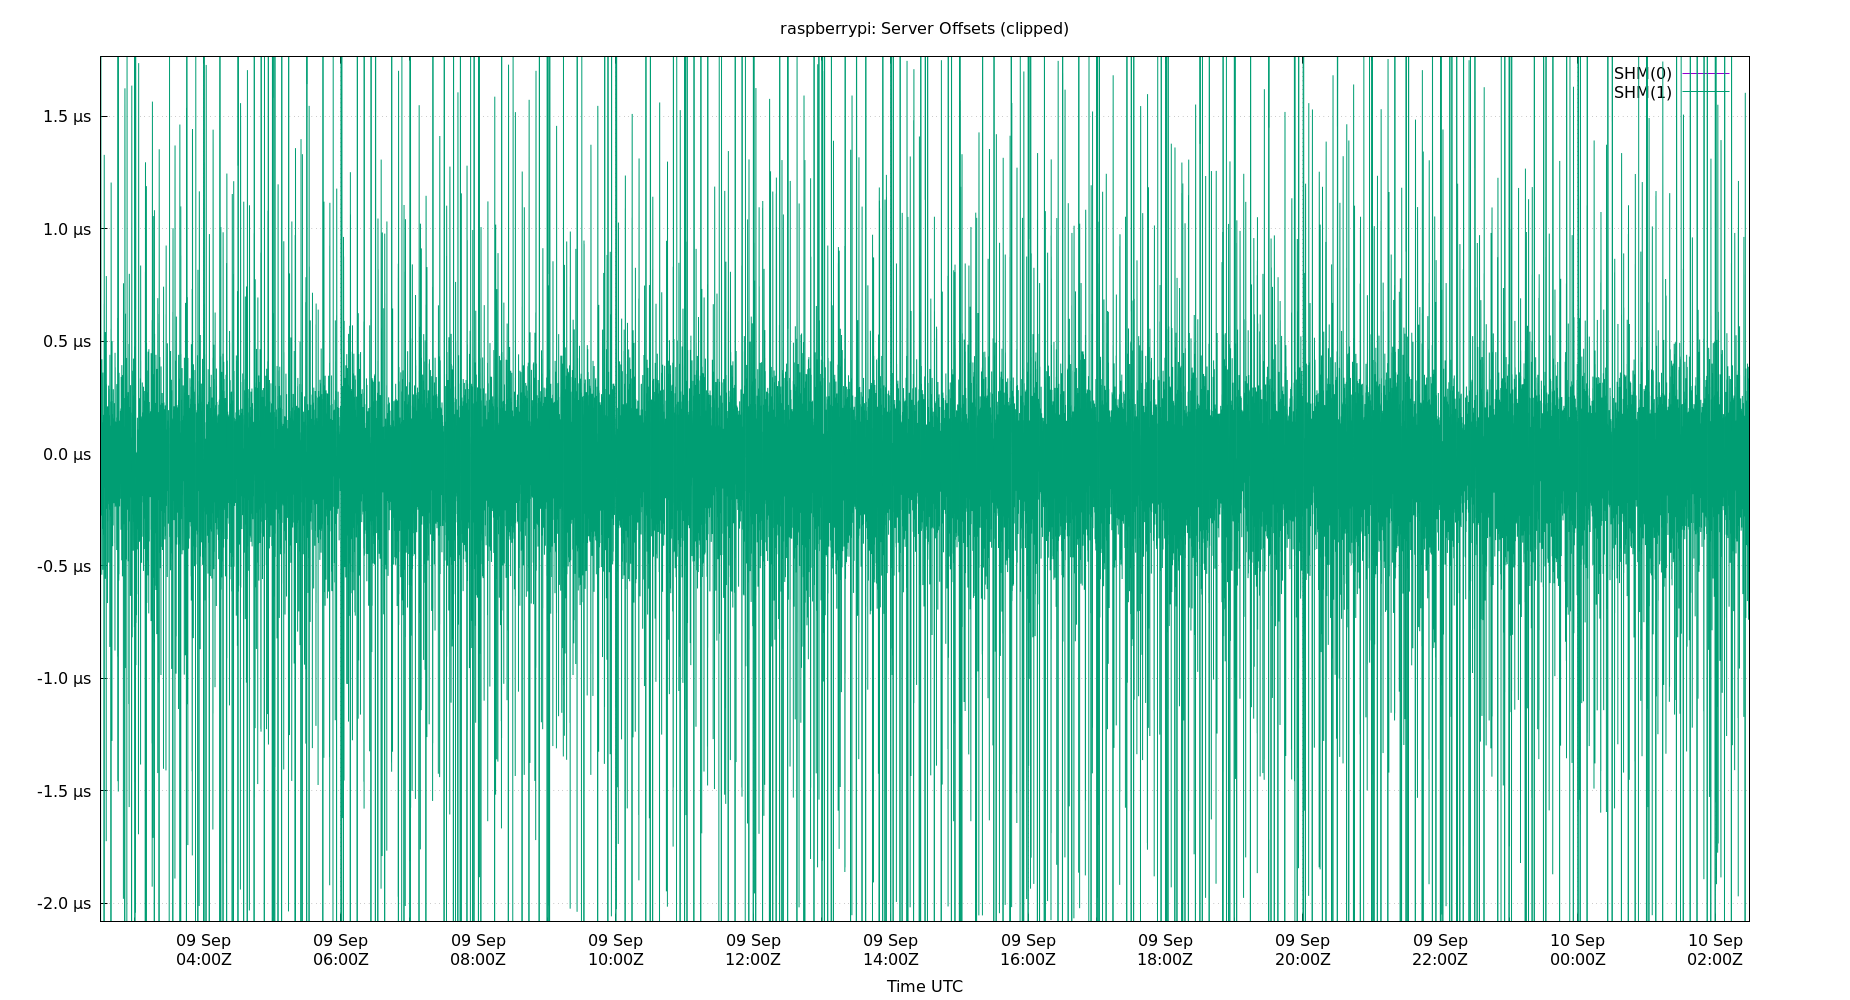 raspberrypi: Server Offsets (clipped)
SHM(0)
SHM(1)
1.5 µs
1.0 µs
0.5 µs
0.0 µs
-0.5 µs
-1.0 µs
-1.5 µs
-2.0 µs
09 Sep 09 Sep 09 Sep 09 Sep 09 Sep 09 Sep 09 Sep 09 Sep 09 Sep 09 Sep 10 Sep 10 Sep
04:00Z 06:00Z 08:00Z 10:00Z 12:00Z 14:00Z 16:00Z 18:00Z 20:00Z 22:00Z 00:00Z 02:00Z
Time UTC